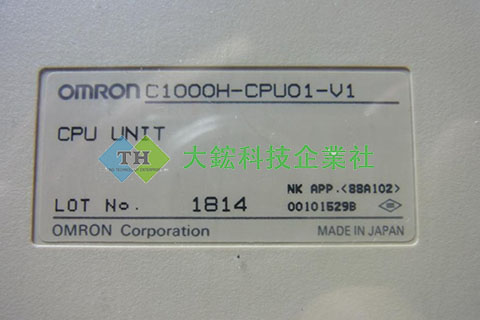 OMRON C1000H-CPU01-V1
CPU UNIT
TH 大鋐科技企業社
NK APP.<88A102>
LOT No. 1814 00101529B
OMRON Corporation MADE IN JAPAN